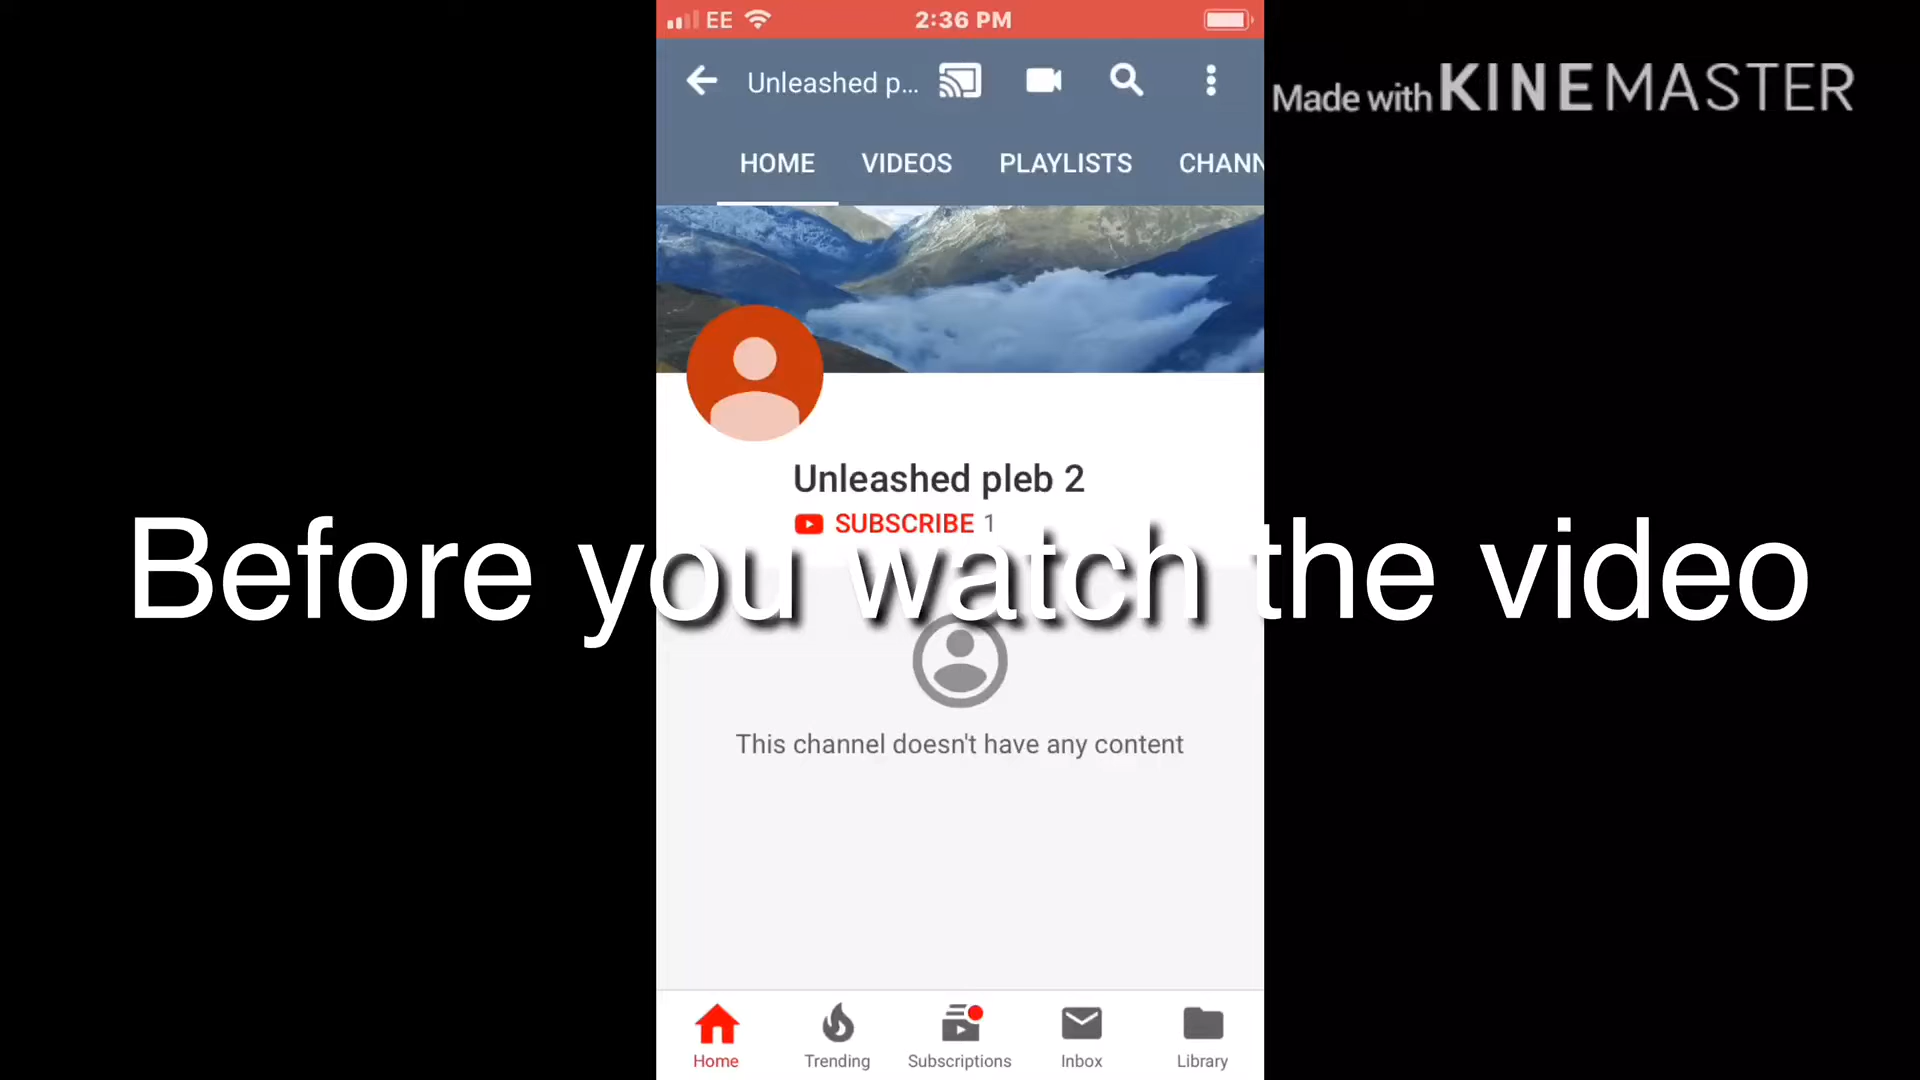 EE 2:36 PM
Unleashed p...
Made with KINEMASTER
HOME VIDEOS PLAYLISTS CHANN
Unleashed pleb 2
SUBSCRIBE 1
Before you watch the video
This channel doesn't have any content
Home Trending Subscriptions Inbox Library